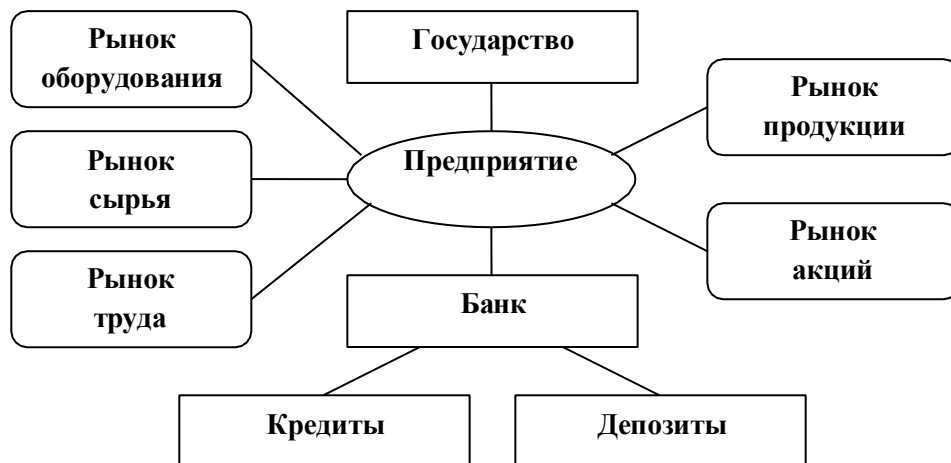 Рынок
оборудования
Государство
Рынок
продукции
Предприятие
Рынок
сырья
Рынок
акций
Рынок
труда
Банк
Кредиты
Депозиты